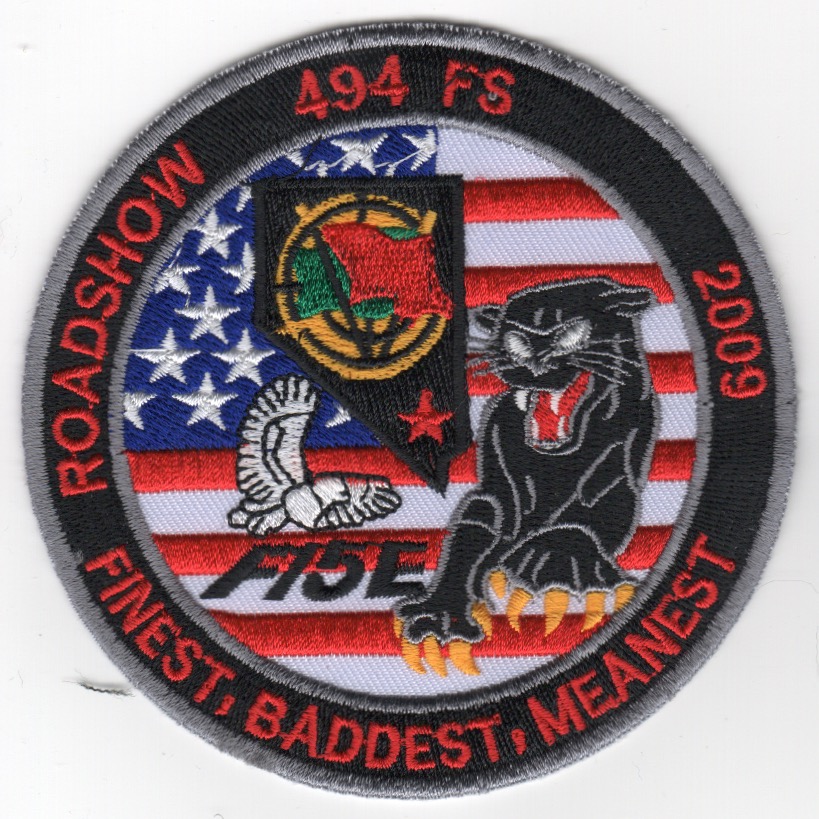 494 FS
ROADSHOW
2009
F15E
FINEST, BADDEST, MEANEST